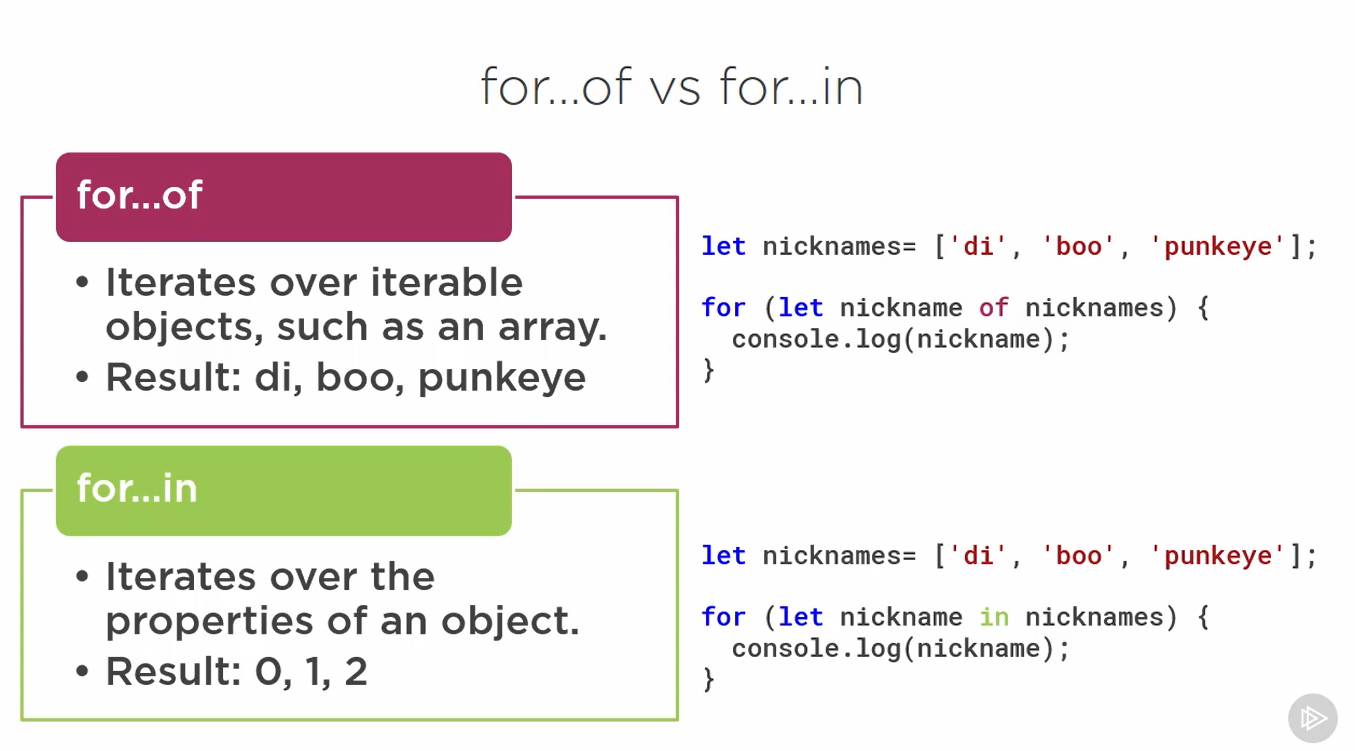 for...of vs for...in
for...of
• Iterates over iterable
objects, such as an array.
• Result: di, boo, punkeye
let nicknames= ['di', 'boo', 'punkeye'];
for (let nickname of nicknames) {
  console.log(nickname);
}
for...in
• Iterates over the
properties of an object.
• Result: 0, 1, 2
let nicknames= ['di', 'boo', 'punkeye'];
for (let nickname in nicknames) {
  console.log(nickname);
}